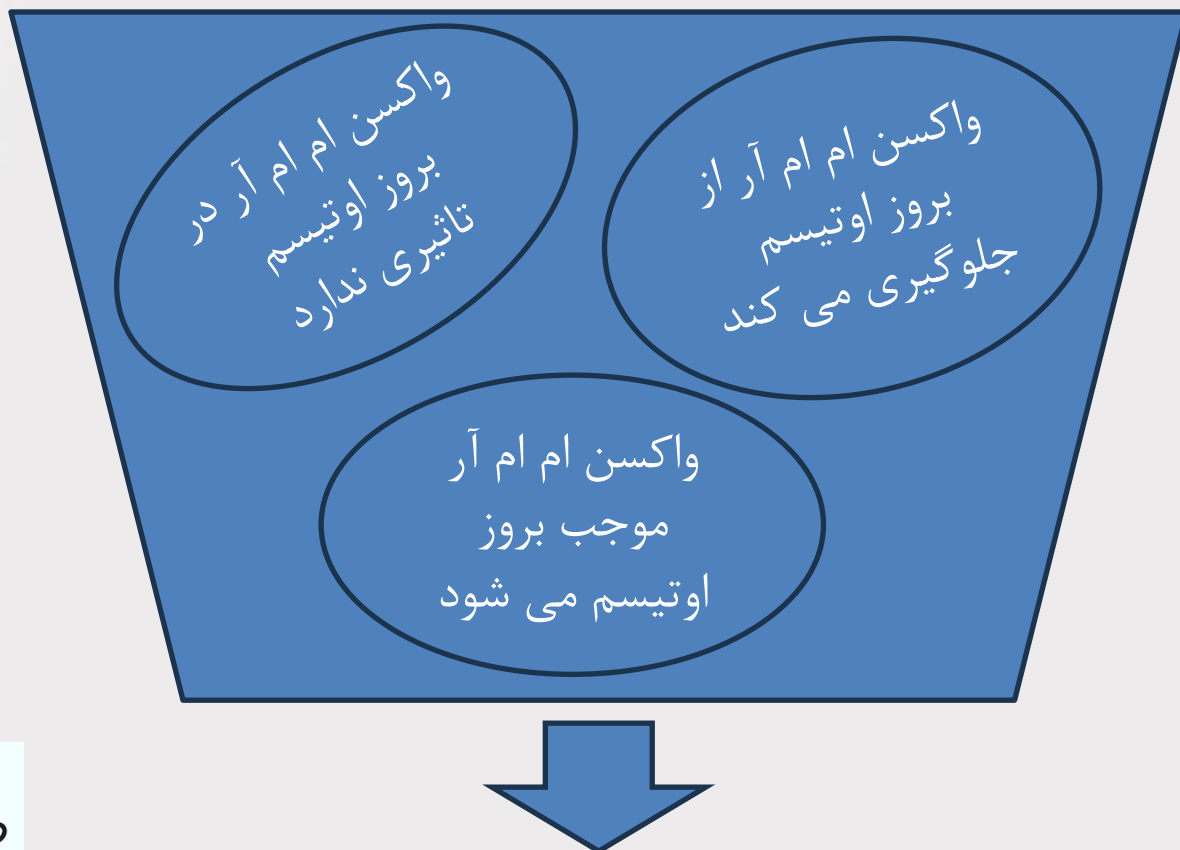 واکسن ام ام آر از
بروز اوتیسم
جلوگیری می کند
واکسن ام ام آر در
بروز اوتیسم
تاثیری ندارد
واکسن ام ام آر
موجب بروز
اوتیسم می شود